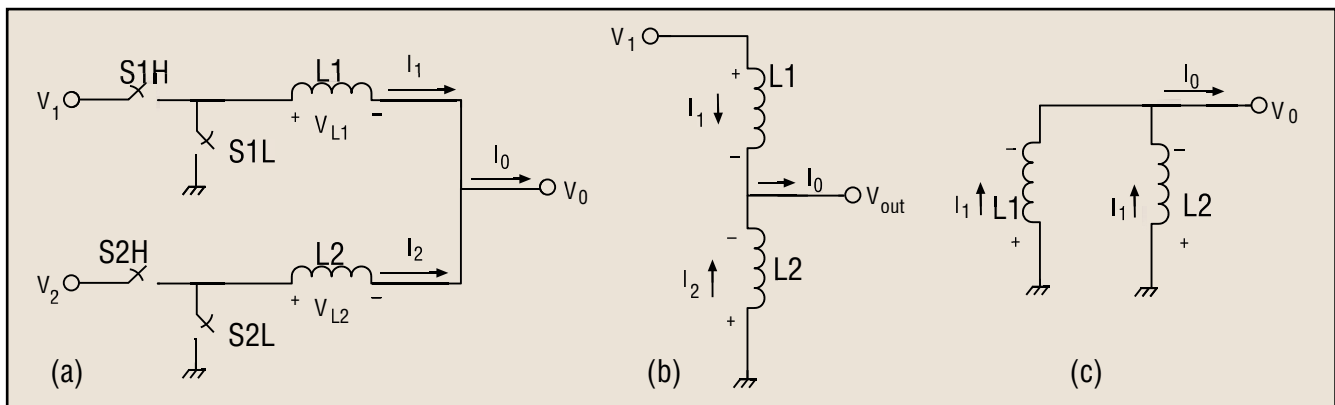 S1H
V1
L1
I1
+ VL1 −
S1L
I0
V0
S2H
V2
L2
I2
+ VL2 −
S2L
(a)
V1
+
L1
I1
−
I0
Vout
−
L2
I2
+
(b)
I0
V0
−
−
I1
L1
I1
L2
+
+
(c)